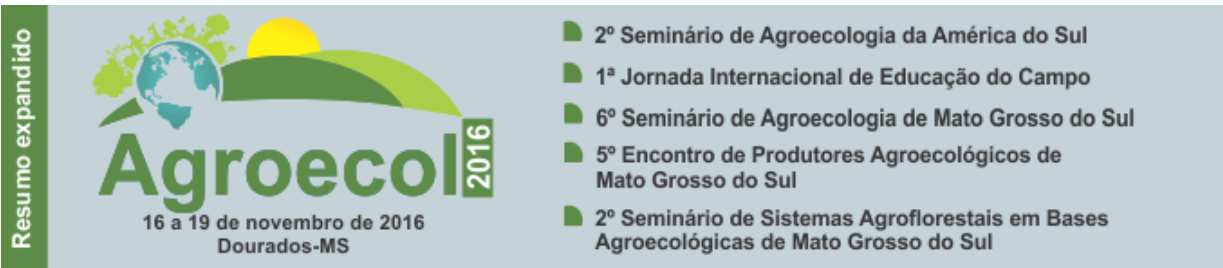 Resumo expandido
Agroecol 2016
16 a 19 de novembro de 2016
Dourados-MS
2º Seminário de Agroecologia da América do Sul
1ª Jornada Internacional de Educação do Campo
6º Seminário de Agroecologia de Mato Grosso do Sul
5º Encontro de Produtores Agroecológicos de
Mato Grosso do Sul
2º Seminário de Sistemas Agroflorestais em Bases
Agroecológicas de Mato Grosso do Sul